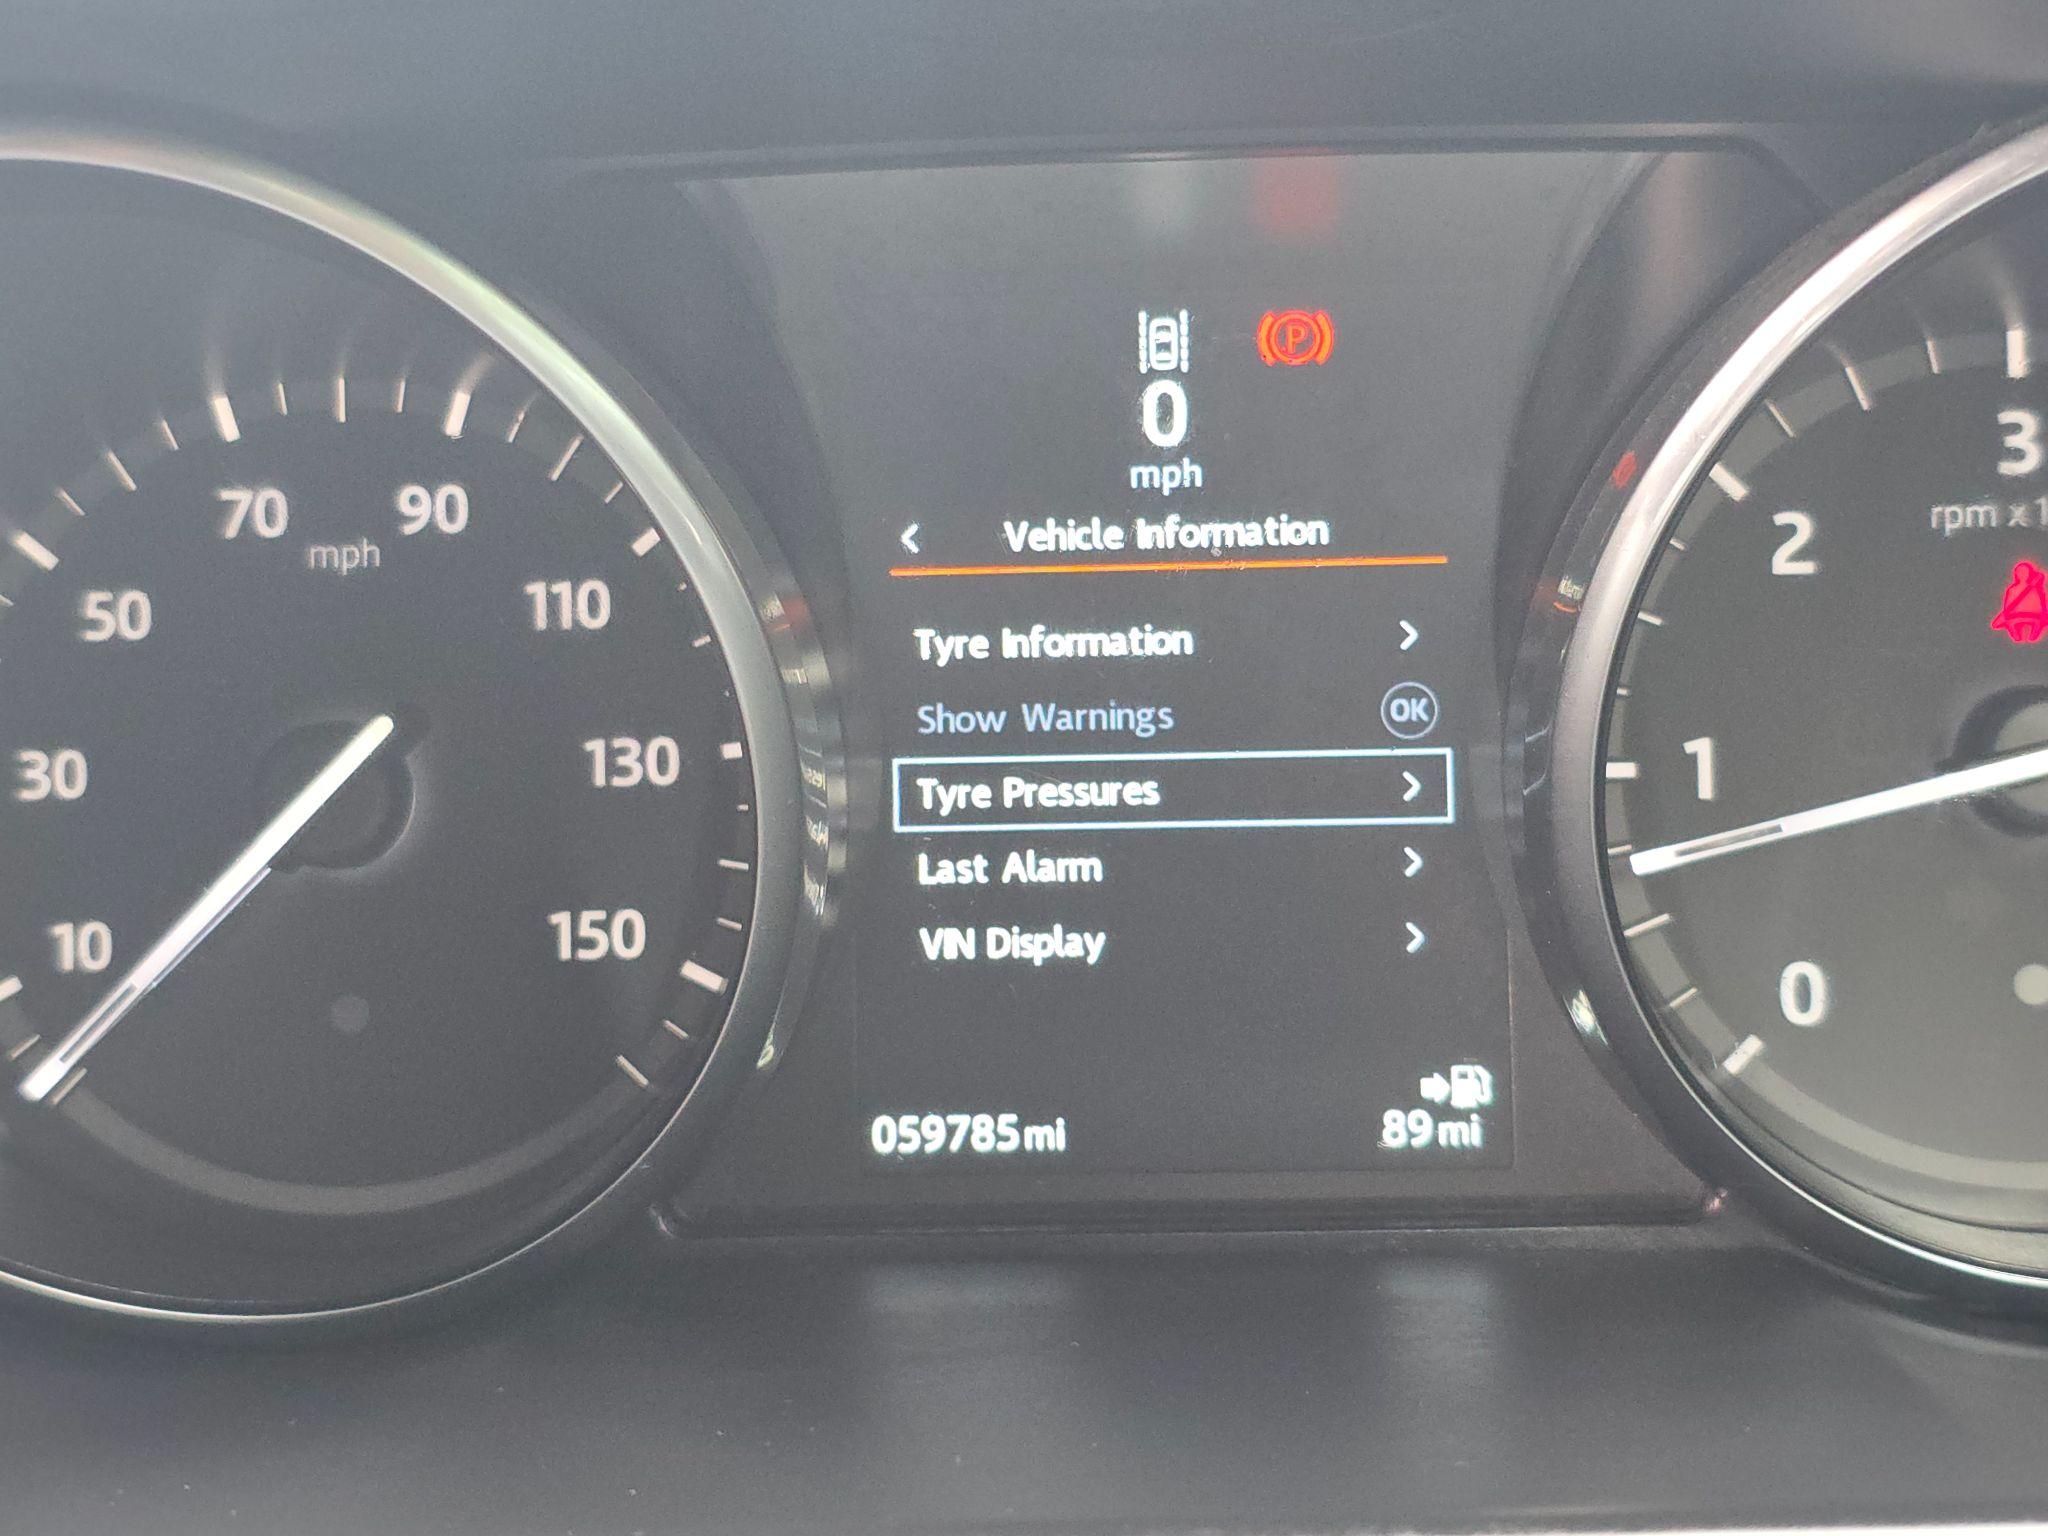 70
90
mph
50
110
30
130
10
150
P
0
mph
Vehicle Information
Tyre Information
Show Warnings OK
Tyre Pressures
Last Alarm
VIN Display
059785mi
89mi
3
rpm x 1
2
1
0